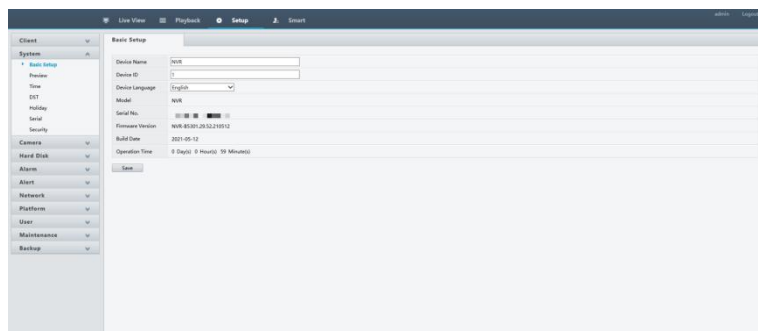 admin Logout
Live View Playback Setup Smart
Client
System
Basic Setup
Preview
Time
DST
Holiday
Serial
Security
Camera
Hard Disk
Alarm
Alert
Network
Platform
User
Maintenance
Backup
Basic Setup
Device Name NVR
Device ID 1
Device Language English
Model NVR
Serial No.
Firmware Version NVR-B5301.29.52.210512
Build Date 2021-05-12
Operation Time 0 Day(s) 0 Hour(s) 59 Minute(s)
Save